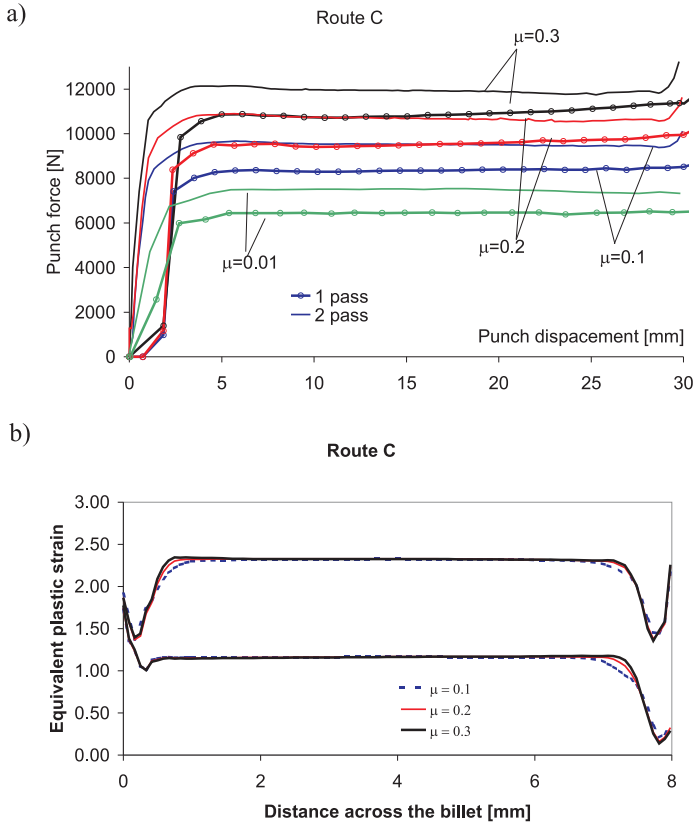 a)
Route C
μ=0.3
12000
10000
8000
6000
4000
2000
0
Punch force [N]
μ=0.01
μ=0.2
μ=0.1
1 pass
2 pass
Punch dispacement [mm]
0 5 10 15 20 25 30
b)
Route C
3.00
2.50
2.00
1.50
1.00
0.50
0.00
Equivalent plastic strain
μ = 0.1
μ = 0.2
μ = 0.3
0 2 4 6 8
Distance across the billet [mm]